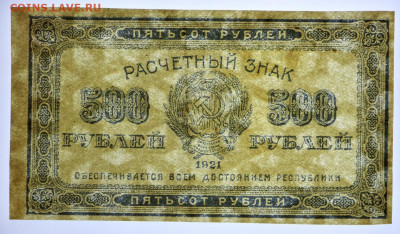 COINS.LAVE.RU
ПЯТЬСОТ РУБЛЕЙ
РАСЧЕТНЫЙ ЗНАК
500 500
РУБЛЕЙ РУБЛЕЙ
1921
ОБЕСПЕЧИВАЕТСЯ ВСЕМ ДОСТОЯНИЕМ РЕСПУБЛИКИ
ПЯТЬСОТ РУБЛЕЙ